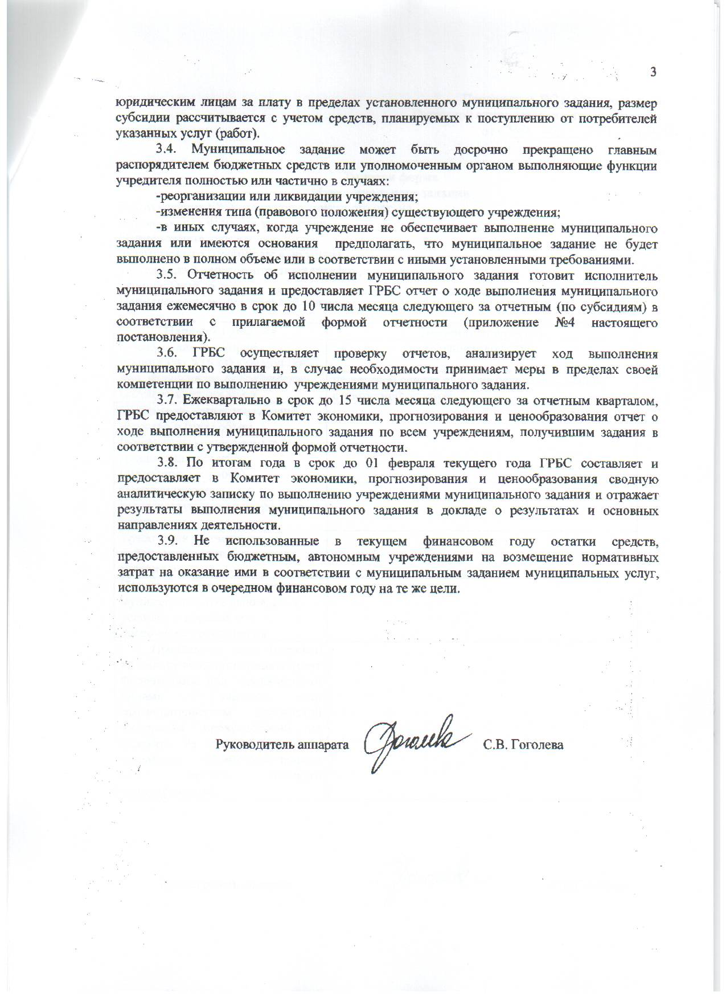 3
юридическим лицам за плату в пределах установленного муниципального задания, размер
субсидии рассчитывается с учетом средств, планируемых к поступлению от потребителей
указанных услуг (работ).
3.4. Муниципальное задание может быть досрочно прекращено главным
распорядителем бюджетных средств или уполномоченным органом выполняющие функции
учредителя полностью или частично в случаях:
-реорганизации или ликвидации учреждения;
-изменения типа (правового положения) существующего учреждения;
-в иных случаях, когда учреждение не обеспечивает выполнение муниципального
задания или имеются основания предполагать, что муниципальное задание не будет
выполнено в полном объеме или в соответствии с иными установленными требованиями.
3.5. Отчетность об исполнении муниципального задания готовит исполнитель
муниципального задания и предоставляет ГРБС отчет о ходе выполнения муниципального
задания ежемесячно в срок до 10 числа месяца следующего за отчетным (по субсидиям) в
соответствии с прилагаемой формой отчетности (приложение №4 настоящего
постановления).
3.6. ГРБС осуществляет проверку отчетов, анализирует ход выполнения
муниципального задания и, в случае необходимости принимает меры в пределах своей
компетенции по выполнению учреждениями муниципального задания.
3.7. Ежеквартально в срок до 15 числа месяца следующего за отчетным кварталом,
ГРБС предоставляют в Комитет экономики, прогнозирования и ценообразования отчет о
ходе выполнения муниципального задания по всем учреждениям, получившим задания в
соответствии с утвержденной формой отчетности.
3.8. По итогам года в срок до 01 февраля текущего года ГРБС составляет и
предоставляет в Комитет экономики, прогнозирования и ценообразования сводную
аналитическую записку по выполнению учреждениями муниципального задания и отражает
результаты выполнения муниципального задания в докладе о результатах и основных
направлениях деятельности.
3.9. Не использованные в текущем финансовом году остатки средств,
предоставленных бюджетным, автономным учреждениями на возмещение нормативных
затрат на оказание ими в соответствии с муниципальным заданием муниципальных услуг,
используются в очередном финансовом году на те же цели.
Руководитель аппарата Гоголева С.В. Гоголева